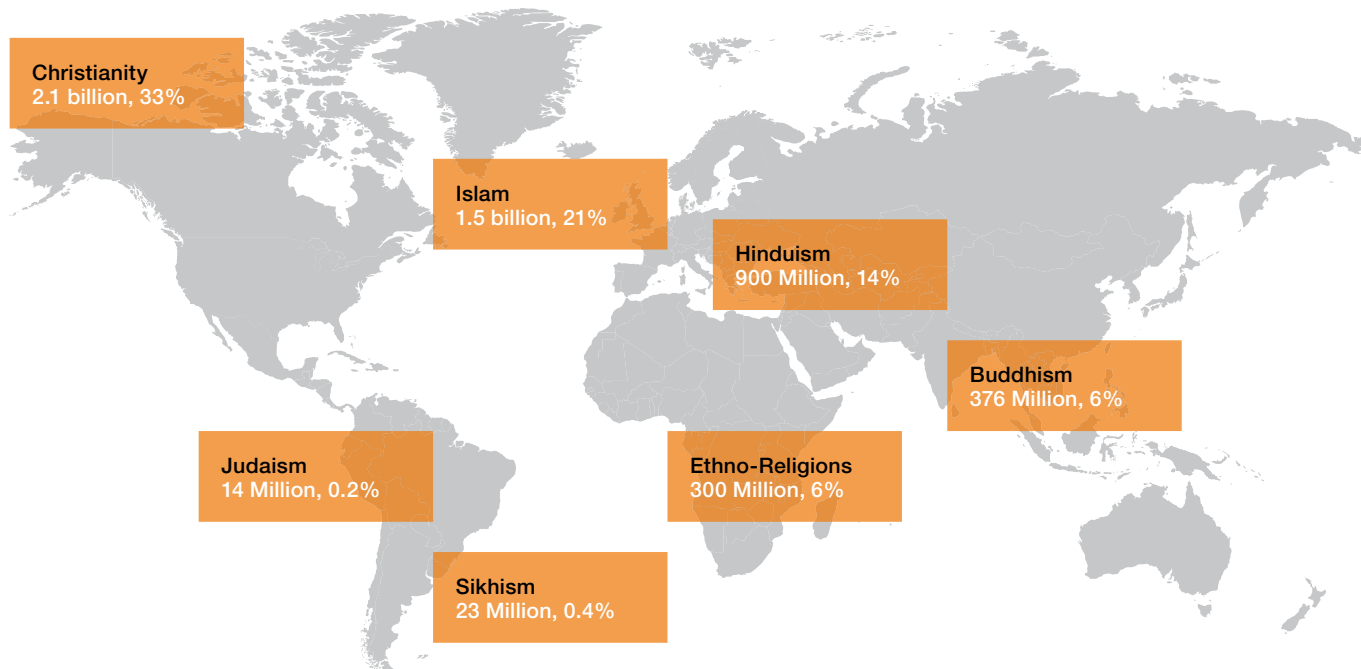 Christianity
2.1 billion, 33%
Islam
1.5 billion, 21%
Hinduism
900 Million, 14%
Buddhism
376 Million, 6%
Judaism
14 Million, 0.2%
Ethno-Religions
300 Million, 6%
Sikhism
23 Million, 0.4%